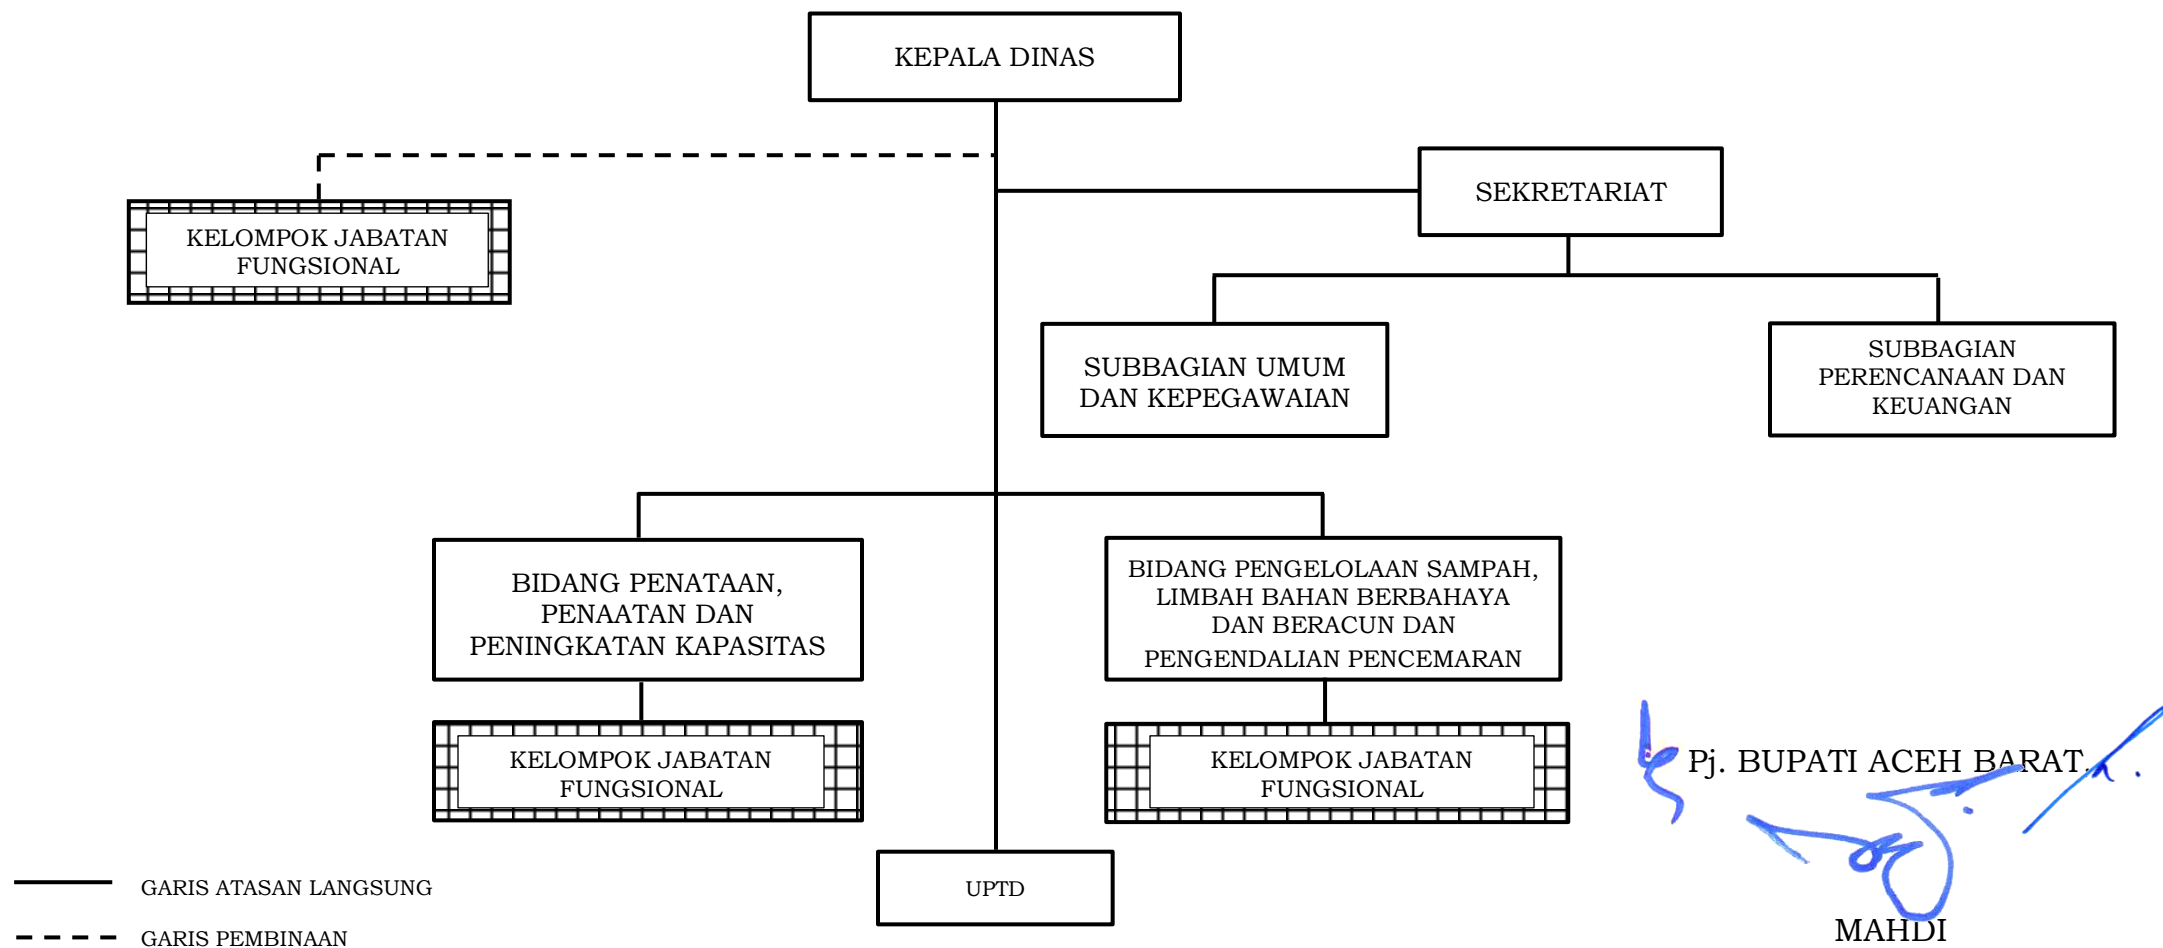 KEPALA DINAS
SEKRETARIAT
KELOMPOK JABATAN
FUNGSIONAL
SUBBAGIAN UMUM
DAN KEPEGAWAIAN
SUBBAGIAN
PERENCANAAN DAN
KEUANGAN
BIDANG PENATAAN,
PENAATAN DAN
PENINGKATAN KAPASITAS
BIDANG PENGELOLAAN SAMPAH,
LIMBAH BAHAN BERBAHAYA
DAN BERACUN DAN
PENGENDALIAN PENCEMARAN
KELOMPOK JABATAN
FUNGSIONAL
KELOMPOK JABATAN
FUNGSIONAL
Pj. BUPATI ACEH BARAT,
UPTD
GARIS ATASAN LANGSUNG
GARIS PEMBINAAN
MAHDI